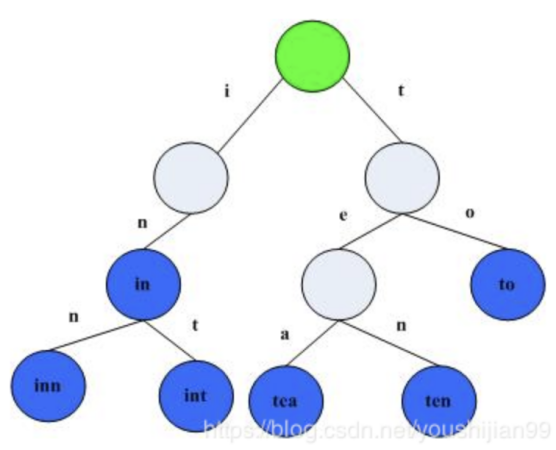 i t
n e o
in to
n t a n
inn int tea ten
https://blog.csdn.net/youshijian99